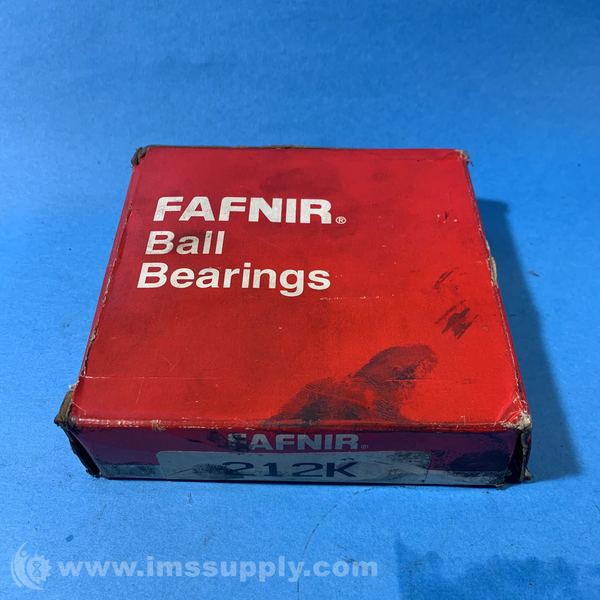 FAFNIR®
Ball
Bearings
FAFNIR®
212K
www.imssupply.com